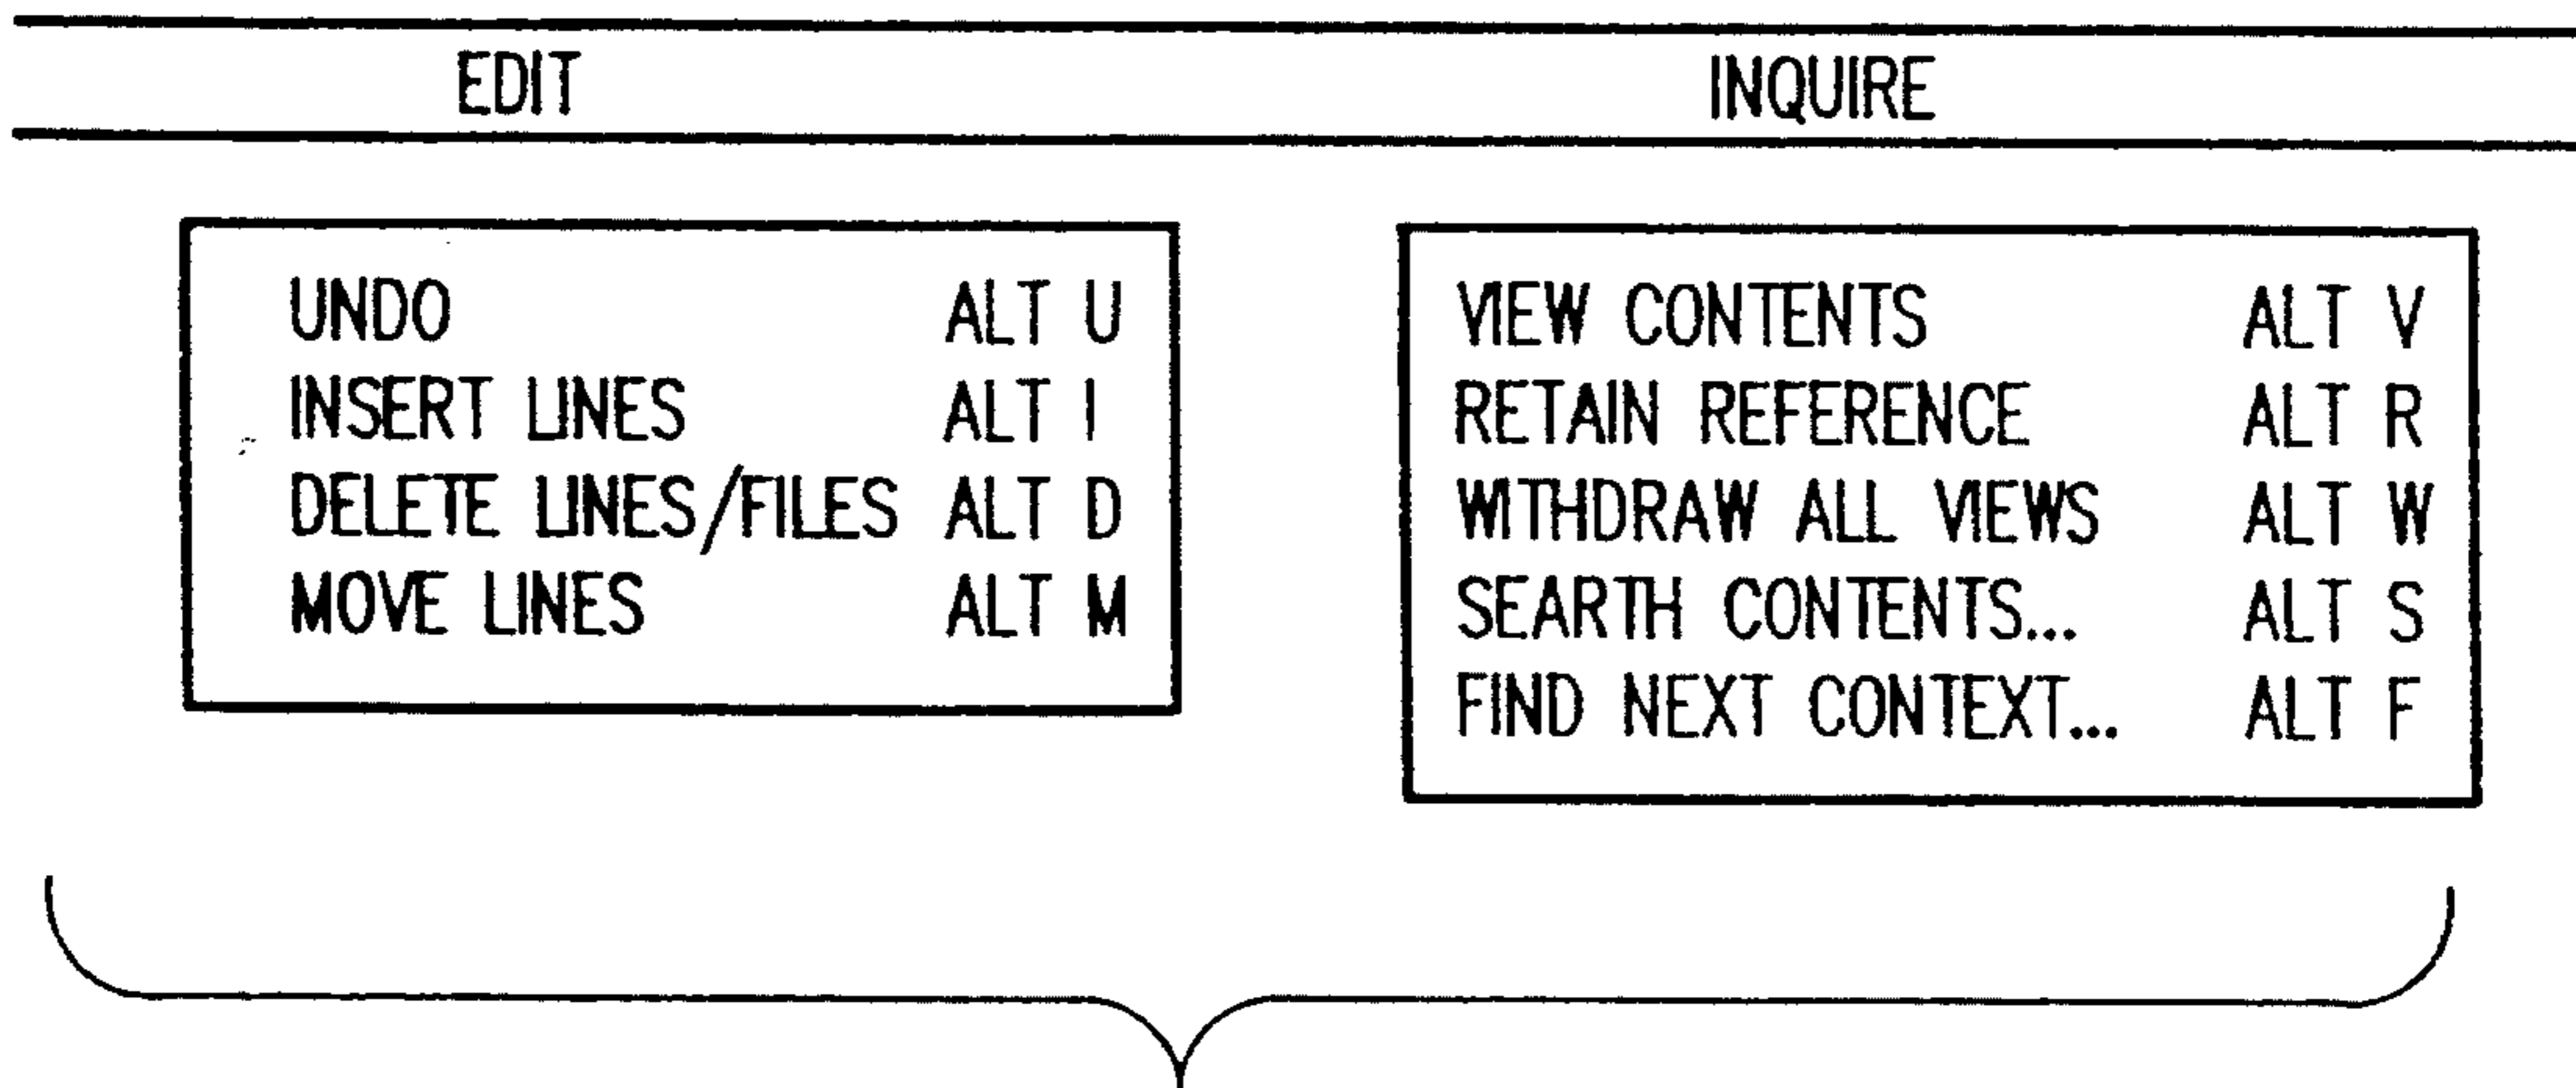 EDIT INQUIRE
UNDO ALT U
INSERT LINES ALT I
DELETE LINES/FILES ALT D
MOVE LINES ALT M
VIEW CONTENTS ALT V
RETAIN REFERENCE ALT R
WITHDRAW ALL VIEWS ALT W
SEARTH CONTENTS... ALT S
FIND NEXT CONTEXT... ALT F